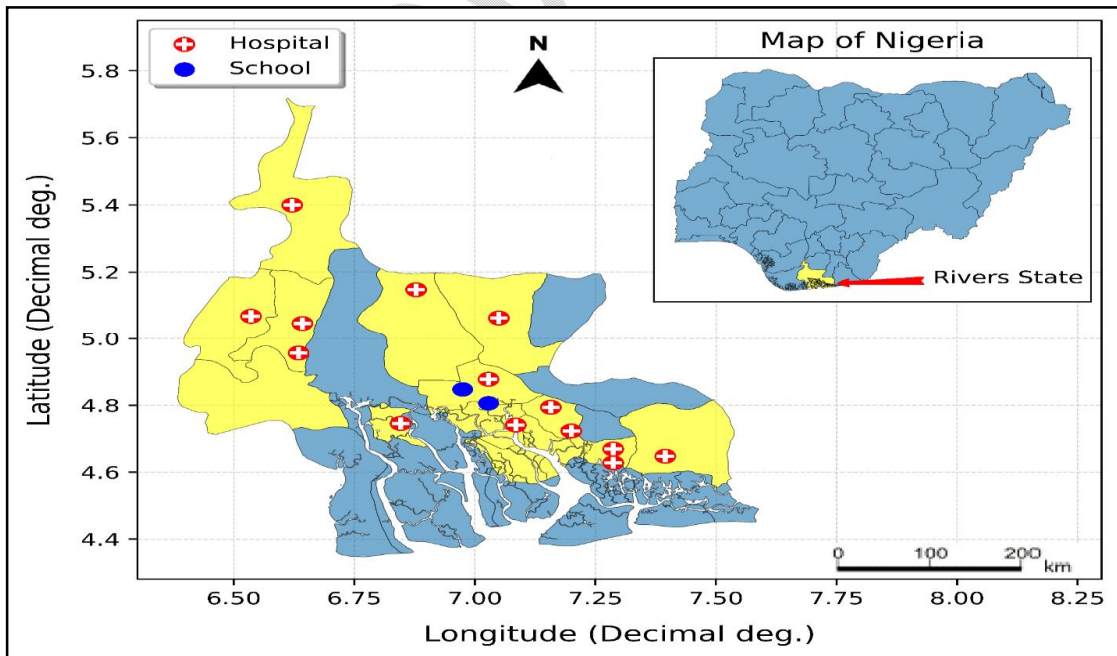 Hospital
School
N
Map of Nigeria
Rivers State
Latitude (Decimal deg.)
5.8
5.6
5.4
5.2
5.0
4.8
4.6
4.4
0 100 200
km
6.50 6.75 7.00 7.25 7.50 7.75 8.00 8.25
Longitude (Decimal deg.)